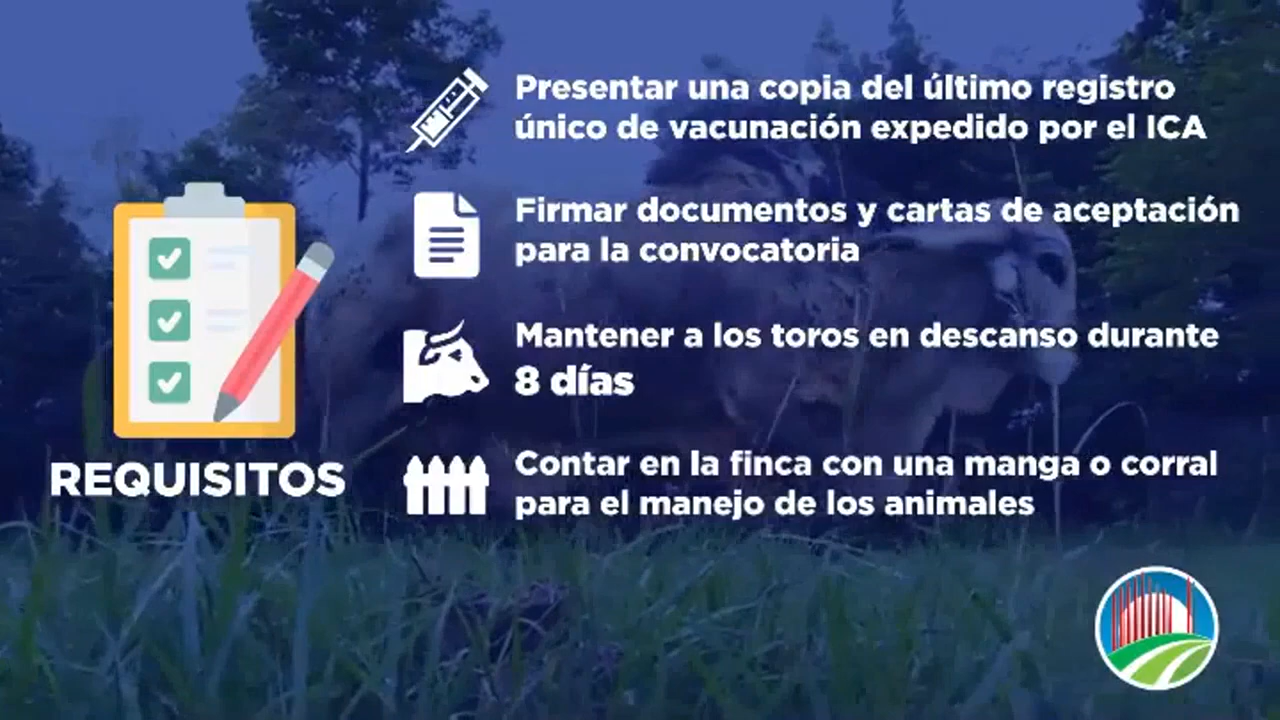 Presentar una copia del último registro
único de vacunación expedido por el ICA
Firmar documentos y cartas de aceptación
para la convocatoria
Mantener a los toros en descanso durante
8 días
Contar en la finca con una manga o corral
para el manejo de los animales
REQUISITOS